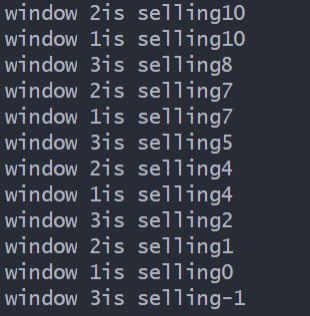 window 2is selling10
window 1is selling10
window 3is selling8
window 2is selling7
window 1is selling7
window 3is selling5
window 2is selling4
window 1is selling4
window 3is selling2
window 2is selling1
window 1is selling0
window 3is selling-1